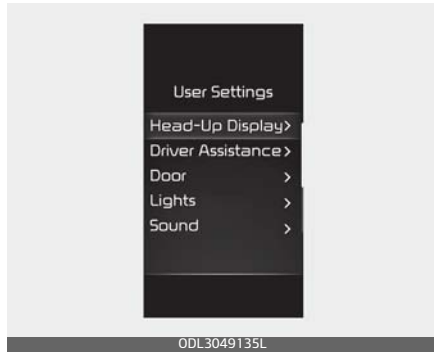 User Settings
Head-Up Display>
Driver Assistance>
Door >
Lights >
Sound >
ODL3049135L